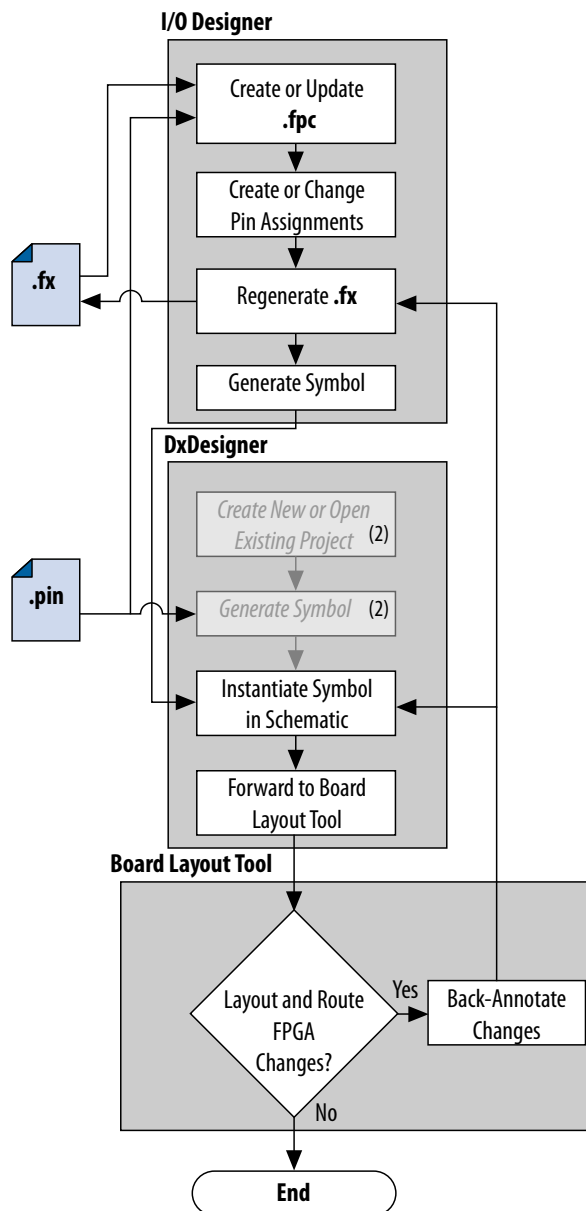 I/O Designer
Create or Update
.fpc
Create or Change
Pin Assignments
.fx
Regenerate .fx
Generate Symbol
DxDesigner
Create New or Open
Existing Project (2)
.pin
Generate Symbol (2)
Instantiate Symbol
in Schematic
Forward to Board
Layout Tool
Board Layout Tool
Layout and Route
FPGA
Changes?
Yes
Back-Annotate
Changes
No
End